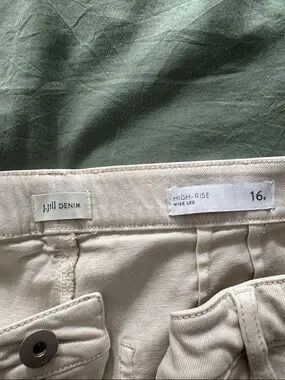 J.Jill DENIM
HIGH-RISE 16
WIDE LEG